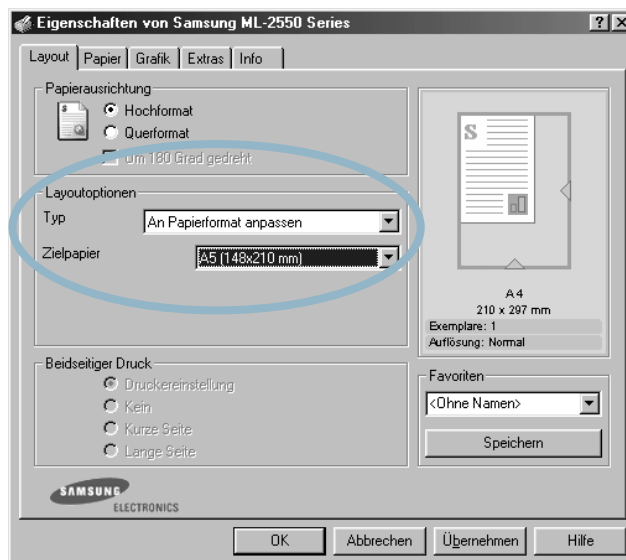 Eigenschaften von Samsung ML-2550 Series
Layout
Papier
Grafik
Extras
Info
Papierausrichtung
Hochformat
Querformat
Um 180 Grad gedreht
Layoutoptionen
Typ
An Papierformat anpassen
Zielpapier
A5 (148x210 mm)
S
A4
210 x 297 mm
Exemplare: 1
Auflösung: Normal
Beidseitiger Druck
Druckereinstellung
Kein
Kurze Seite
Lange Seite
Favoriten
<Ohne Namen>
Speichern
SAMSUNG
ELECTRONICS
OK
Abbrechen
Übernehmen
Hilfe